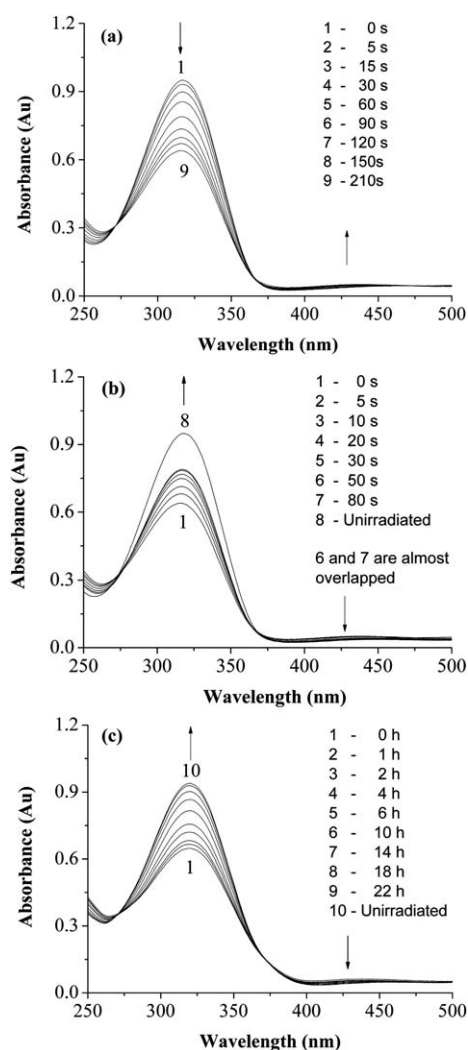 (a)
1 - 0 s
2 - 5 s
3 - 15 s
4 - 30 s
5 - 60 s
6 - 90 s
7 - 120 s
8 - 150s
9 - 210s
1
9
Absorbance (Au)
1.2
0.9
0.6
0.3
0.0
250 300 350 400 450 500
Wavelength (nm)
(b)
1 - 0 s
2 - 5 s
3 - 10 s
4 - 20 s
5 - 30 s
6 - 50 s
7 - 80 s
8 - Unirradiated
6 and 7 are almost
overlapped
8
1
Absorbance (Au)
1.2
0.9
0.6
0.3
0.0
250 300 350 400 450 500
Wavelength (nm)
(c)
1 - 0 h
2 - 1 h
3 - 2 h
4 - 4 h
5 - 6 h
6 - 10 h
7 - 14 h
8 - 18 h
9 - 22 h
10 - Unirradiated
10
1
Absorbance (Au)
1.2
0.9
0.6
0.3
0.0
250 300 350 400 450 500
Wavelength (nm)